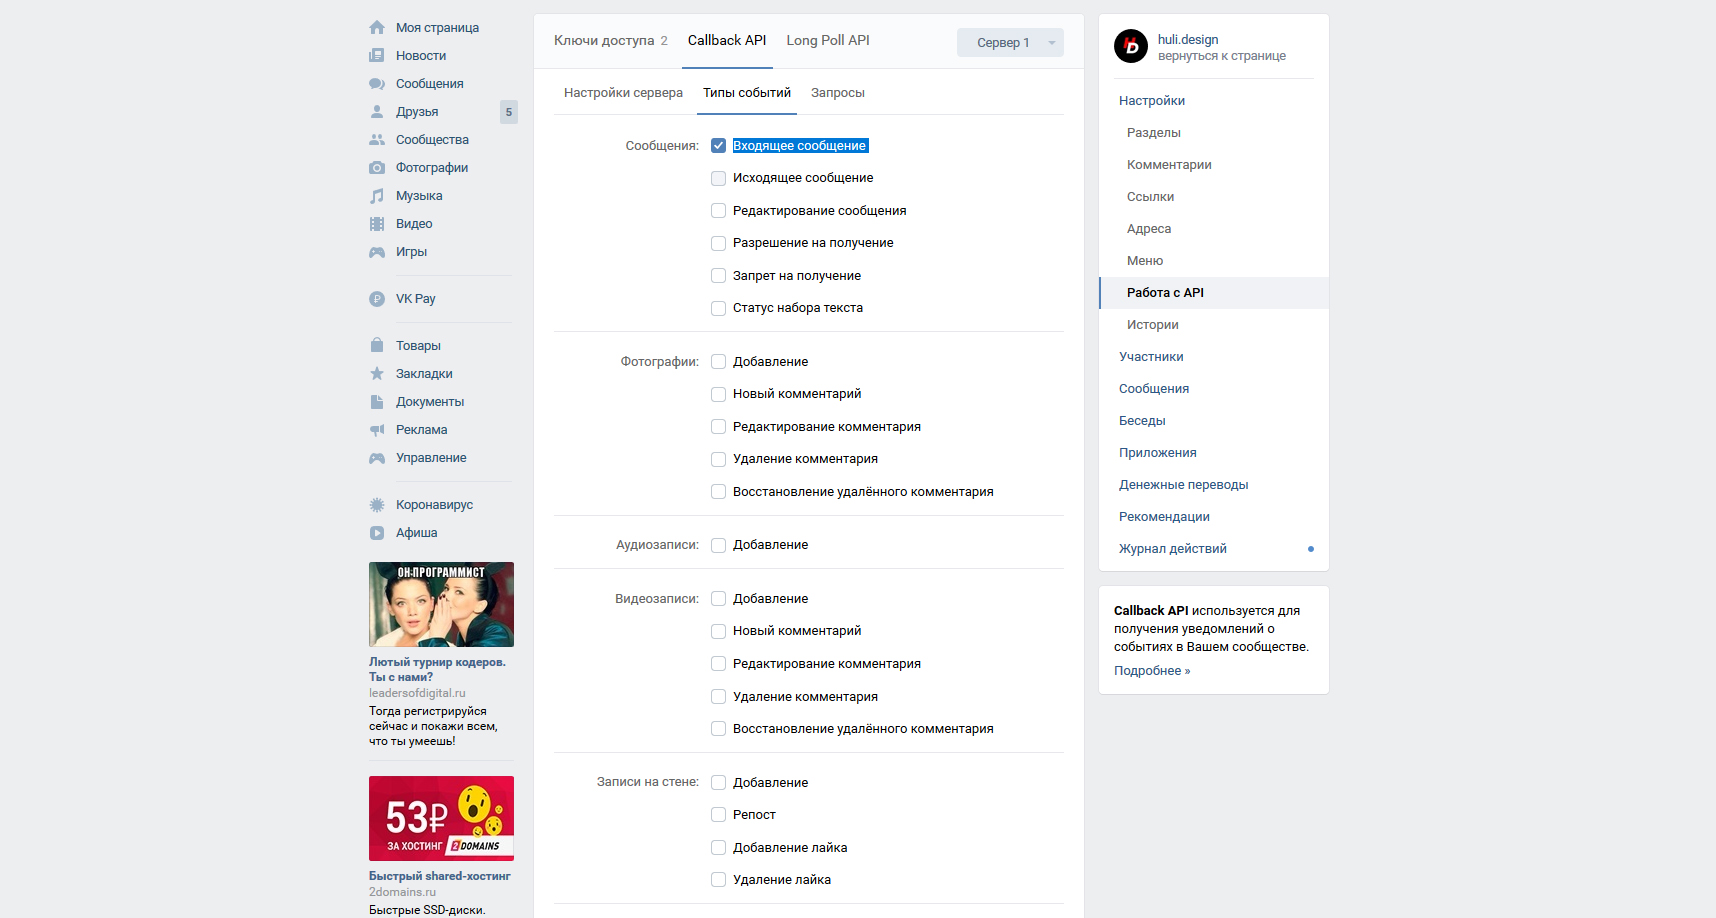 Моя страница
Новости
Сообщения
Друзья 5
Сообщества
Фотографии
Музыка
Видео
Игры
VK Pay
Товары
Закладки
Документы
Реклама
Управление
Коронавирус
Афиша
ОН-ПРОГРАММИСТ
Лютый турнир кодеров.
Ты с нами?
leadersofdigital.ru
Тогда регистрируйся
сейчас и покажи всем,
что ты умеешь!
53₽
ЗА ХОСТИНГ 2DOMAINS
Быстрый shared-хостинг
2domains.ru
Быстрые SSD-диски.
Ключи доступа 2 Callback API Long Poll API Сервер 1
Настройки сервера Типы событий Запросы
Сообщения: Входящее сообщение
Исходящее сообщение
Редактирование сообщения
Разрешение на получение
Запрет на получение
Статус набора текста
Фотографии: Добавление
Новый комментарий
Редактирование комментария
Удаление комментария
Восстановление удалённого комментария
Аудиозаписи: Добавление
Видеозаписи: Добавление
Новый комментарий
Редактирование комментария
Удаление комментария
Восстановление удалённого комментария
Записи на стене: Добавление
Репост
Добавление лайка
Удаление лайка
HD
huli.design
вернуться к странице
Настройки
Разделы
Комментарии
Ссылки
Адреса
Меню
Работа с API
Истории
Участники
Сообщения
Беседы
Приложения
Денежные переводы
Рекомендации
Журнал действий
Callback API используется для
получения уведомлений о
событиях в Вашем сообществе.
Подробнее »